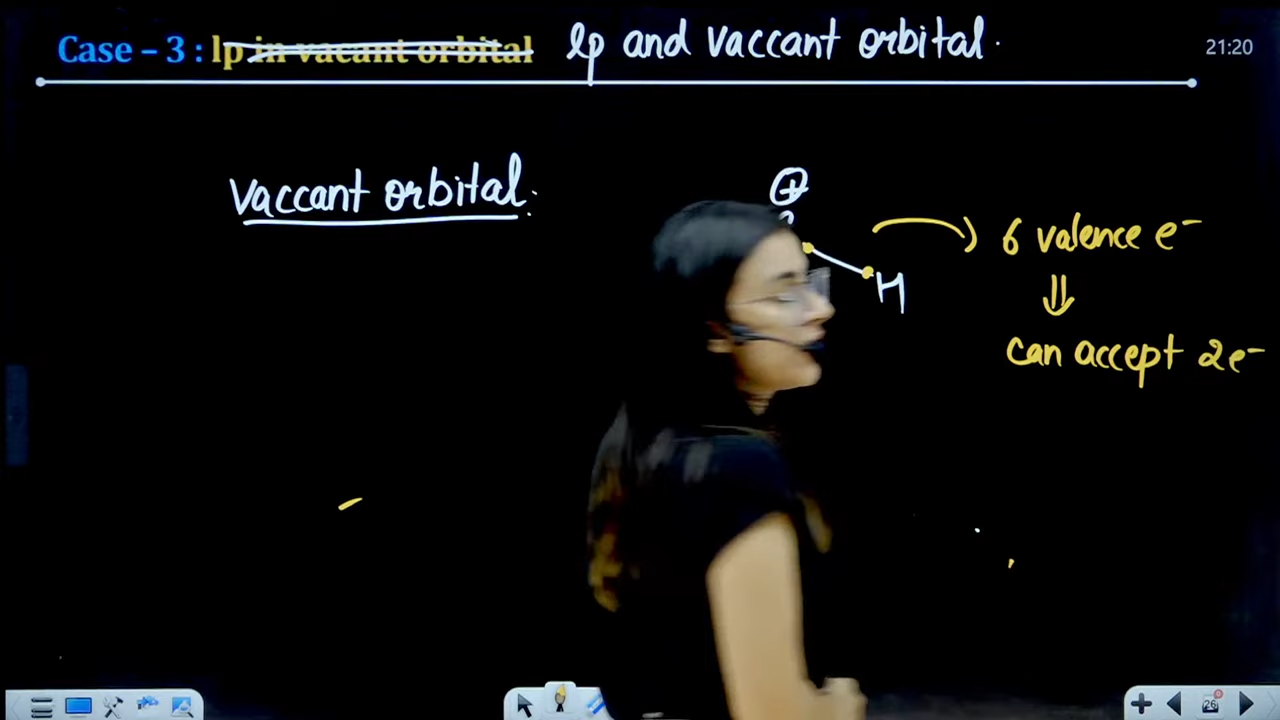 Case – 3 : lp in vacant orbital lp and vaccant orbital.
21:20
vaccant orbital:
⊕
H
6 valence e⁻
⇓
can accept 2e⁻
26